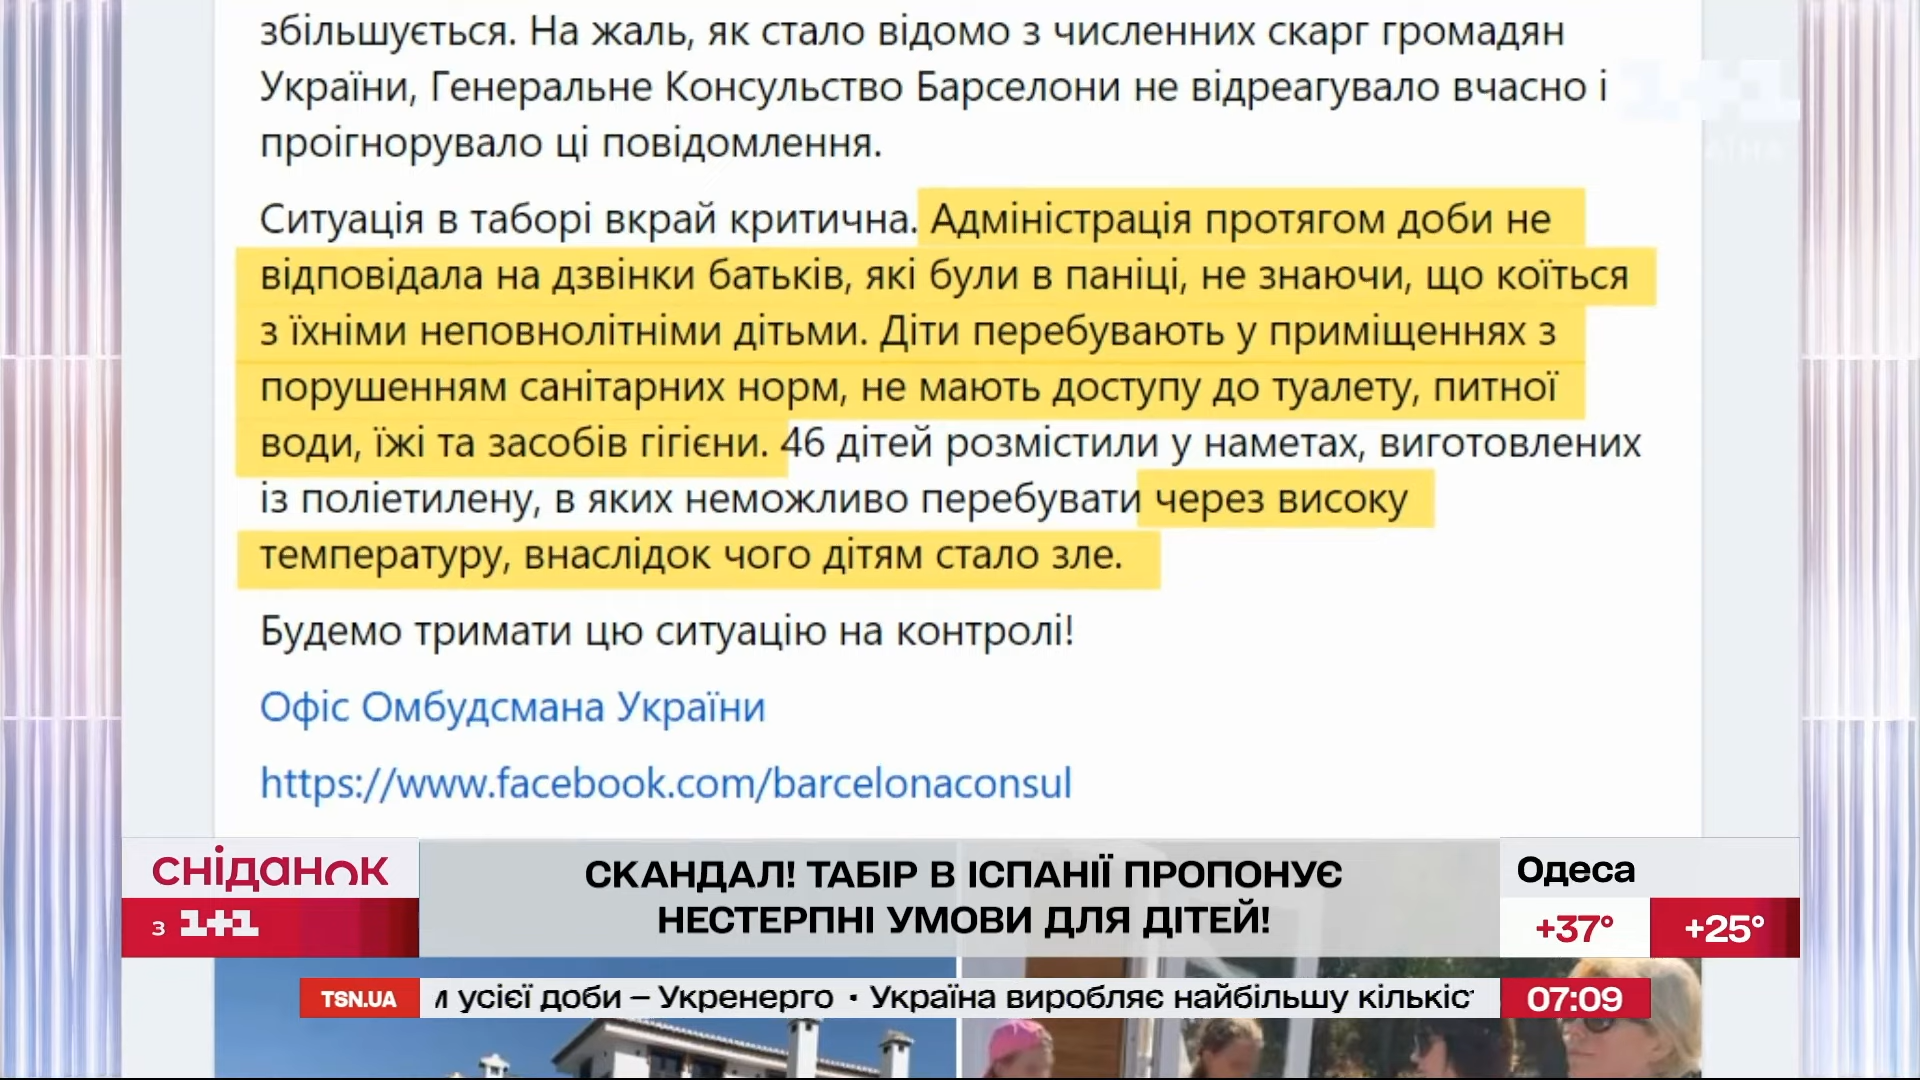 збільшується. На жаль, як стало відомо з численних скарг громадян
України, Генеральне Консульство Барселони не відреагувало вчасно і
проігнорувало ці повідомлення.
1+1
Україна
Ситуація в таборі вкрай критична. Адміністрація протягом доби не
відповідала на дзвінки батьків, які були в паніці, не знаючи, що коїться
з їхніми неповнолітніми дітьми. Діти перебувають у приміщеннях з
порушенням санітарних норм, не мають доступу до туалету, питної
води, їжі та засобів гігієни. 46 дітей розмістили у наметах, виготовлених
із поліетилену, в яких неможливо перебувати через високу
температуру, внаслідок чого дітям стало зле.
Будемо тримати цю ситуацію на контролі!
Офіс Омбудсмана України
https://www.facebook.com/barcelonaconsul
СНІДАНОК
з 1+1
СКАНДАЛ! ТАБІР В ІСПАНІЇ ПРОПОНУЄ
НЕСТЕРПНІ УМОВИ ДЛЯ ДІТЕЙ!
Одеса
+37° +25°
TSN.UA
усієї доби – Укренерго • Україна виробляє найбільшу кількіс
07:09